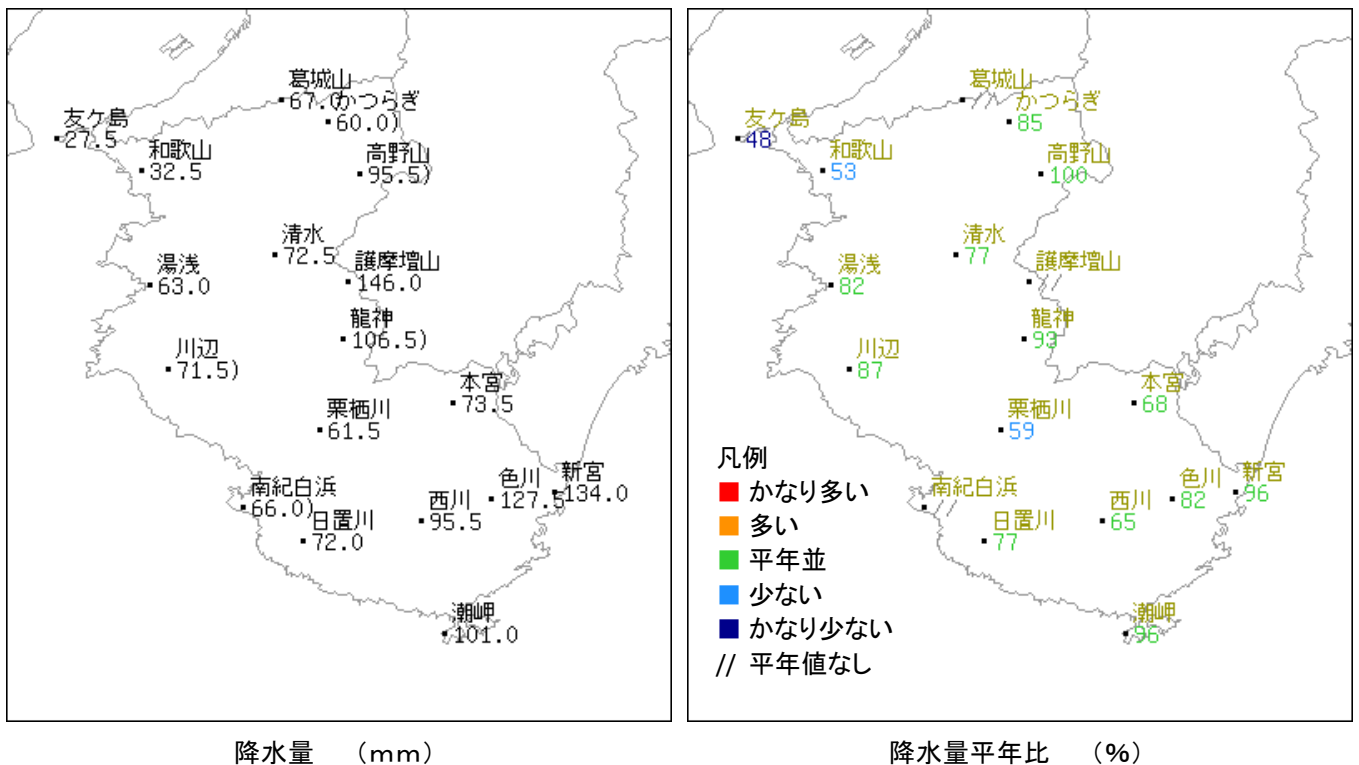 葛城山
67.0
かつらぎ
60.0)
友ケ島
27.5
和歌山
32.5
高野山
95.5)
清水
72.5
護摩壇山
146.0
湯浅
63.0
龍神
106.5)
川辺
71.5)
本宮
73.5
栗栖川
61.5
南紀白浜
66.0)
日置川
72.0
西川
95.5
色川
127.5
新宮
134.0
潮岬
101.0
降水量 (mm)
葛城山
//
かつらぎ
85
友ケ島
48
和歌山
53
高野山
100
清水
77
護摩壇山
//
湯浅
82
龍神
93
川辺
87
本宮
68
栗栖川
59
南紀白浜
//
日置川
77
西川
65
色川
82
新宮
96
潮岬
96
凡例
かなり多い
多い
平年並
少ない
かなり少ない
// 平年値なし
降水量平年比 (%)